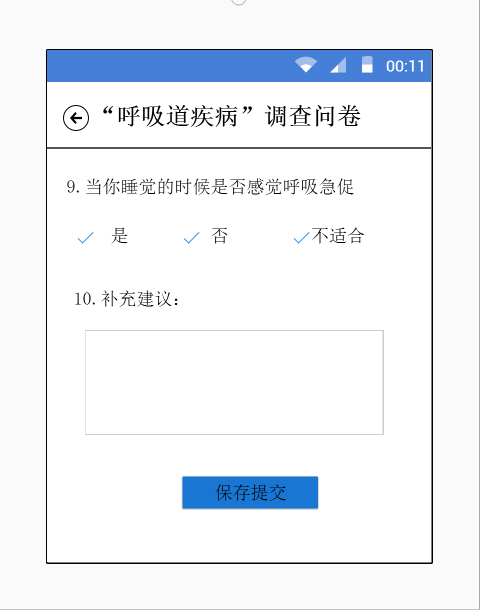 00:11
“呼吸道疾病”调查问卷
9.当你睡觉的时候是否感觉呼吸急促
是 否 不适合
10.补充建议：
保存提交